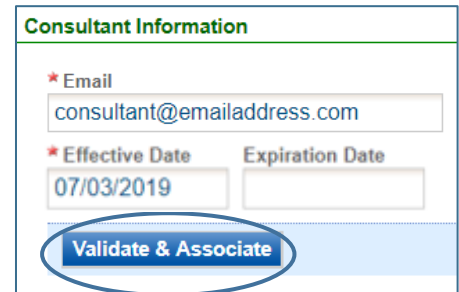 Consultant Information
* Email
consultant@emailaddress.com
* Effective Date Expiration Date
07/03/2019
Validate & Associate